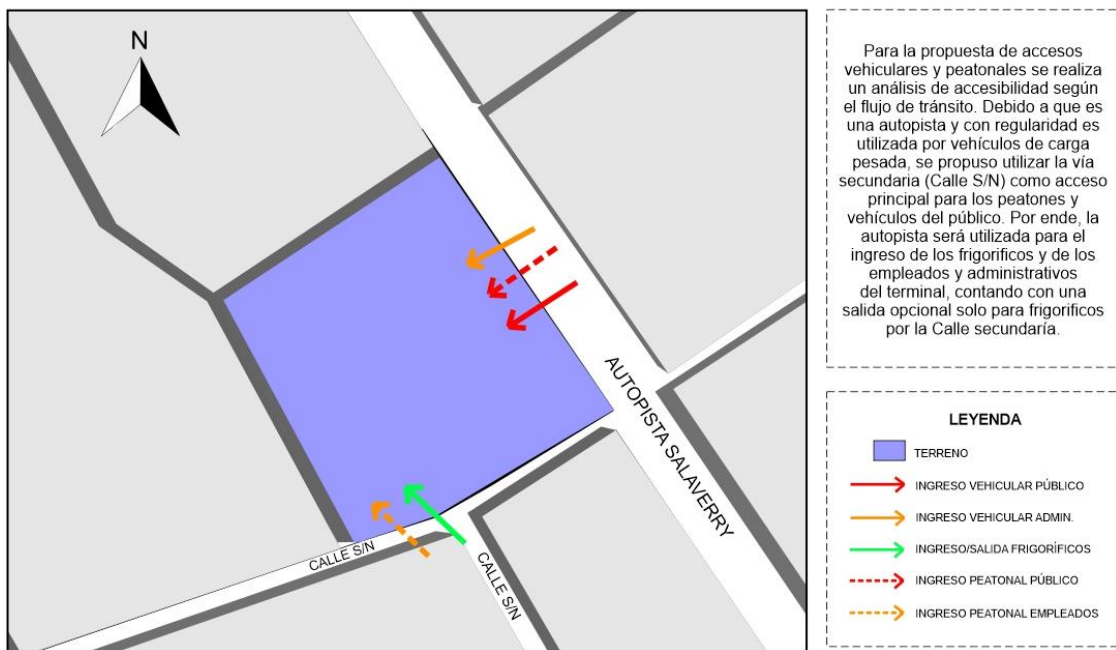 N
AUTOPISTA SALAVERRY
CALLE S/N
CALLE S/N
Para la propuesta de accesos
vehiculares y peatonales se realiza
un análisis de accesibilidad según
el flujo de tránsito. Debido a que es
una autopista y con regularidad es
utilizada por vehículos de carga
pesada, se propuso utilizar la vía
secundaria (Calle S/N) como acceso
principal para los peatones y
vehículos del público. Por ende, la
autopista será utilizada para el
ingreso de los frigorificos y de los
empleados y administrativos
del terminal, contando con una
salida opcional solo para frigorificos
por la Calle secundaría.
LEYENDA
TERRENO
INGRESO VEHICULAR PÚBLICO
INGRESO VEHICULAR ADMIN.
INGRESO/SALIDA FRIGORÍFICOS
INGRESO PEATONAL PÚBLICO
INGRESO PEATONAL EMPLEADOS